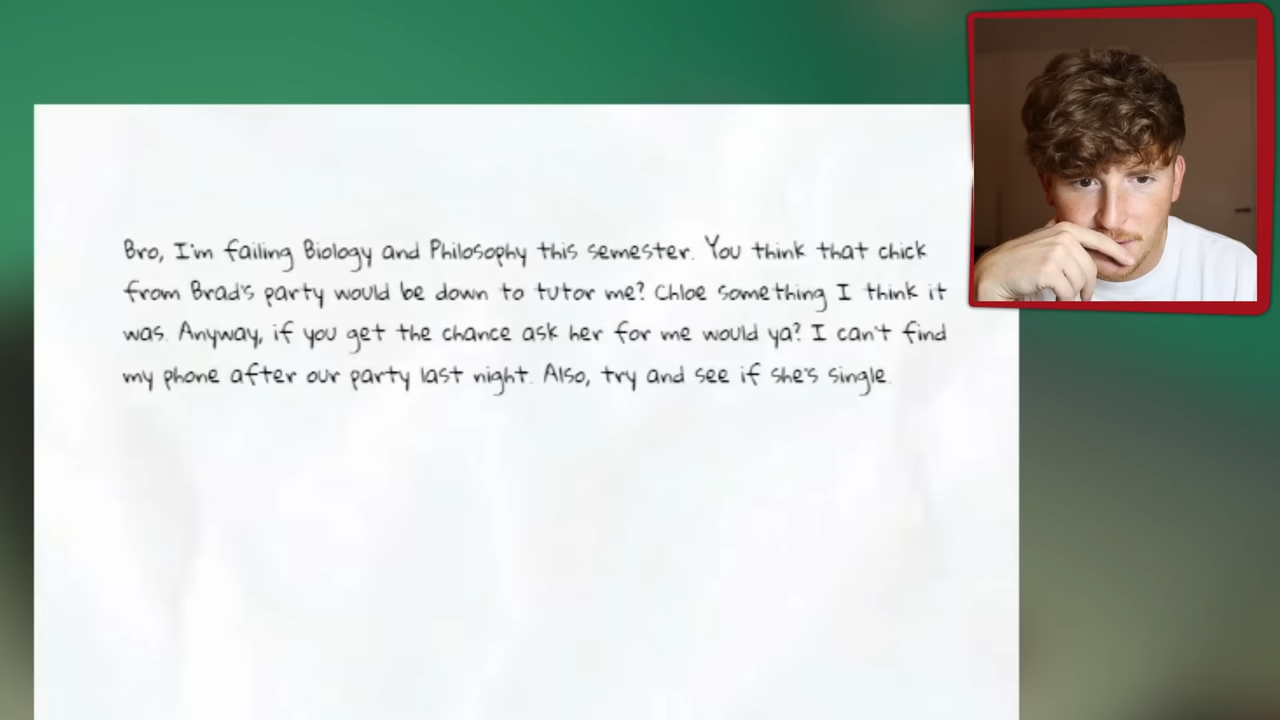 Bro, I'm failing Biology and Philosophy this semester. You think that chick
from Brad's party would be down to tutor me? Chloe something I think it
was. Anyway, if you get the chance ask her for me would ya? I can't find
my phone after our party last night. Also, try and see if she's single.